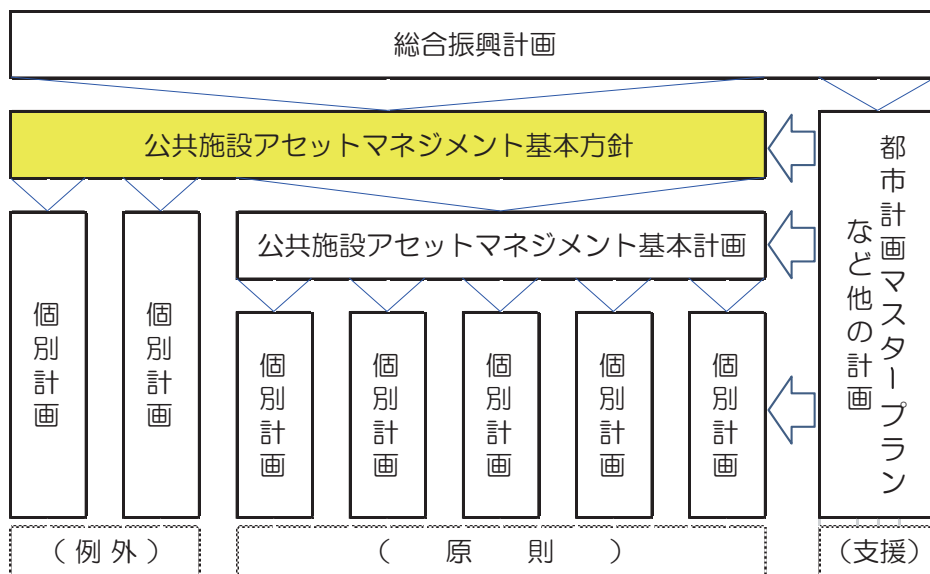 総合振興計画
公共施設アセットマネジメント基本方針
公共施設アセットマネジメント基本計画
個別計画
個別計画
個別計画
個別計画
個別計画
個別計画
個別計画
都市計画マスタープラン
など他の計画
（例外）
（原則）
（支援）